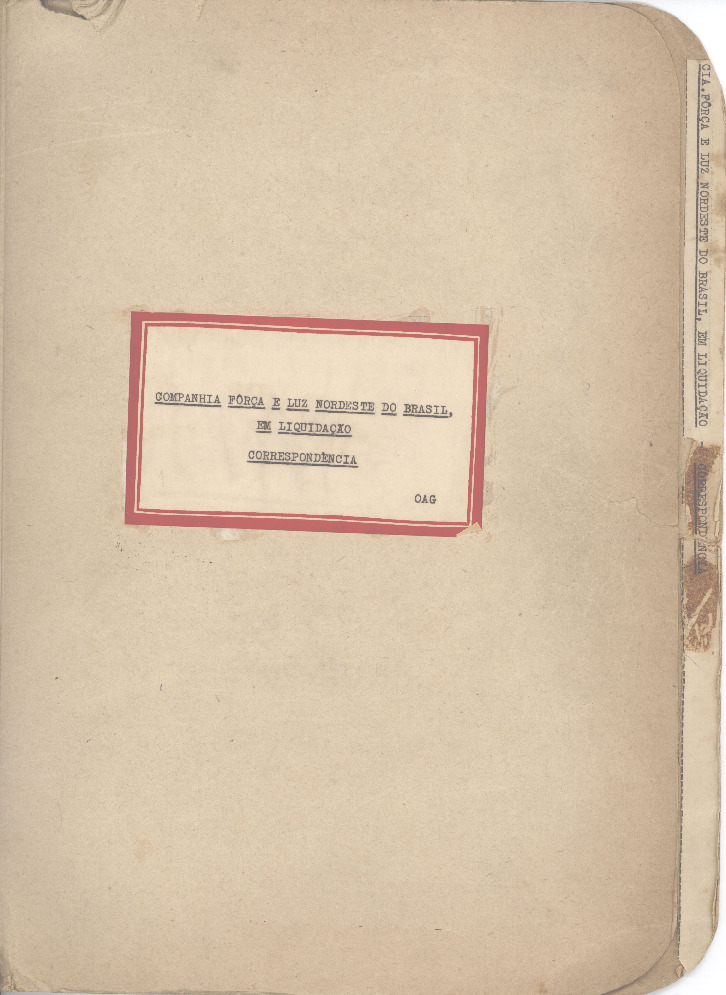 COMPANHIA FÔRÇA E LUZ NORDESTE DO BRASIL,
EM LIQUIDAÇÃO
CORRESPONDÊNCIA
OAG
CIA.FÔRÇA E LUZ NORDESTE DO BRASIL, EM LIQUIDAÇÃO -